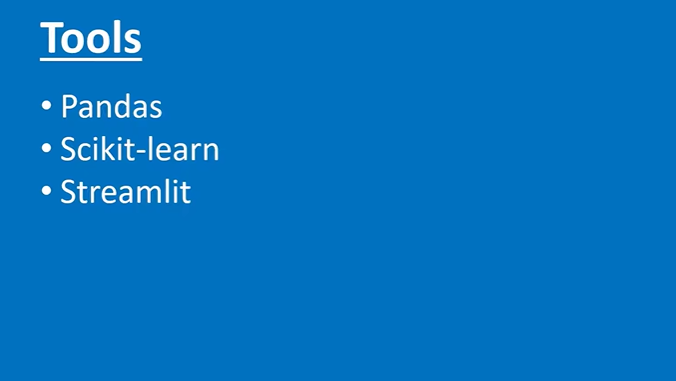 Tools
• Pandas
• Scikit-learn
• Streamlit